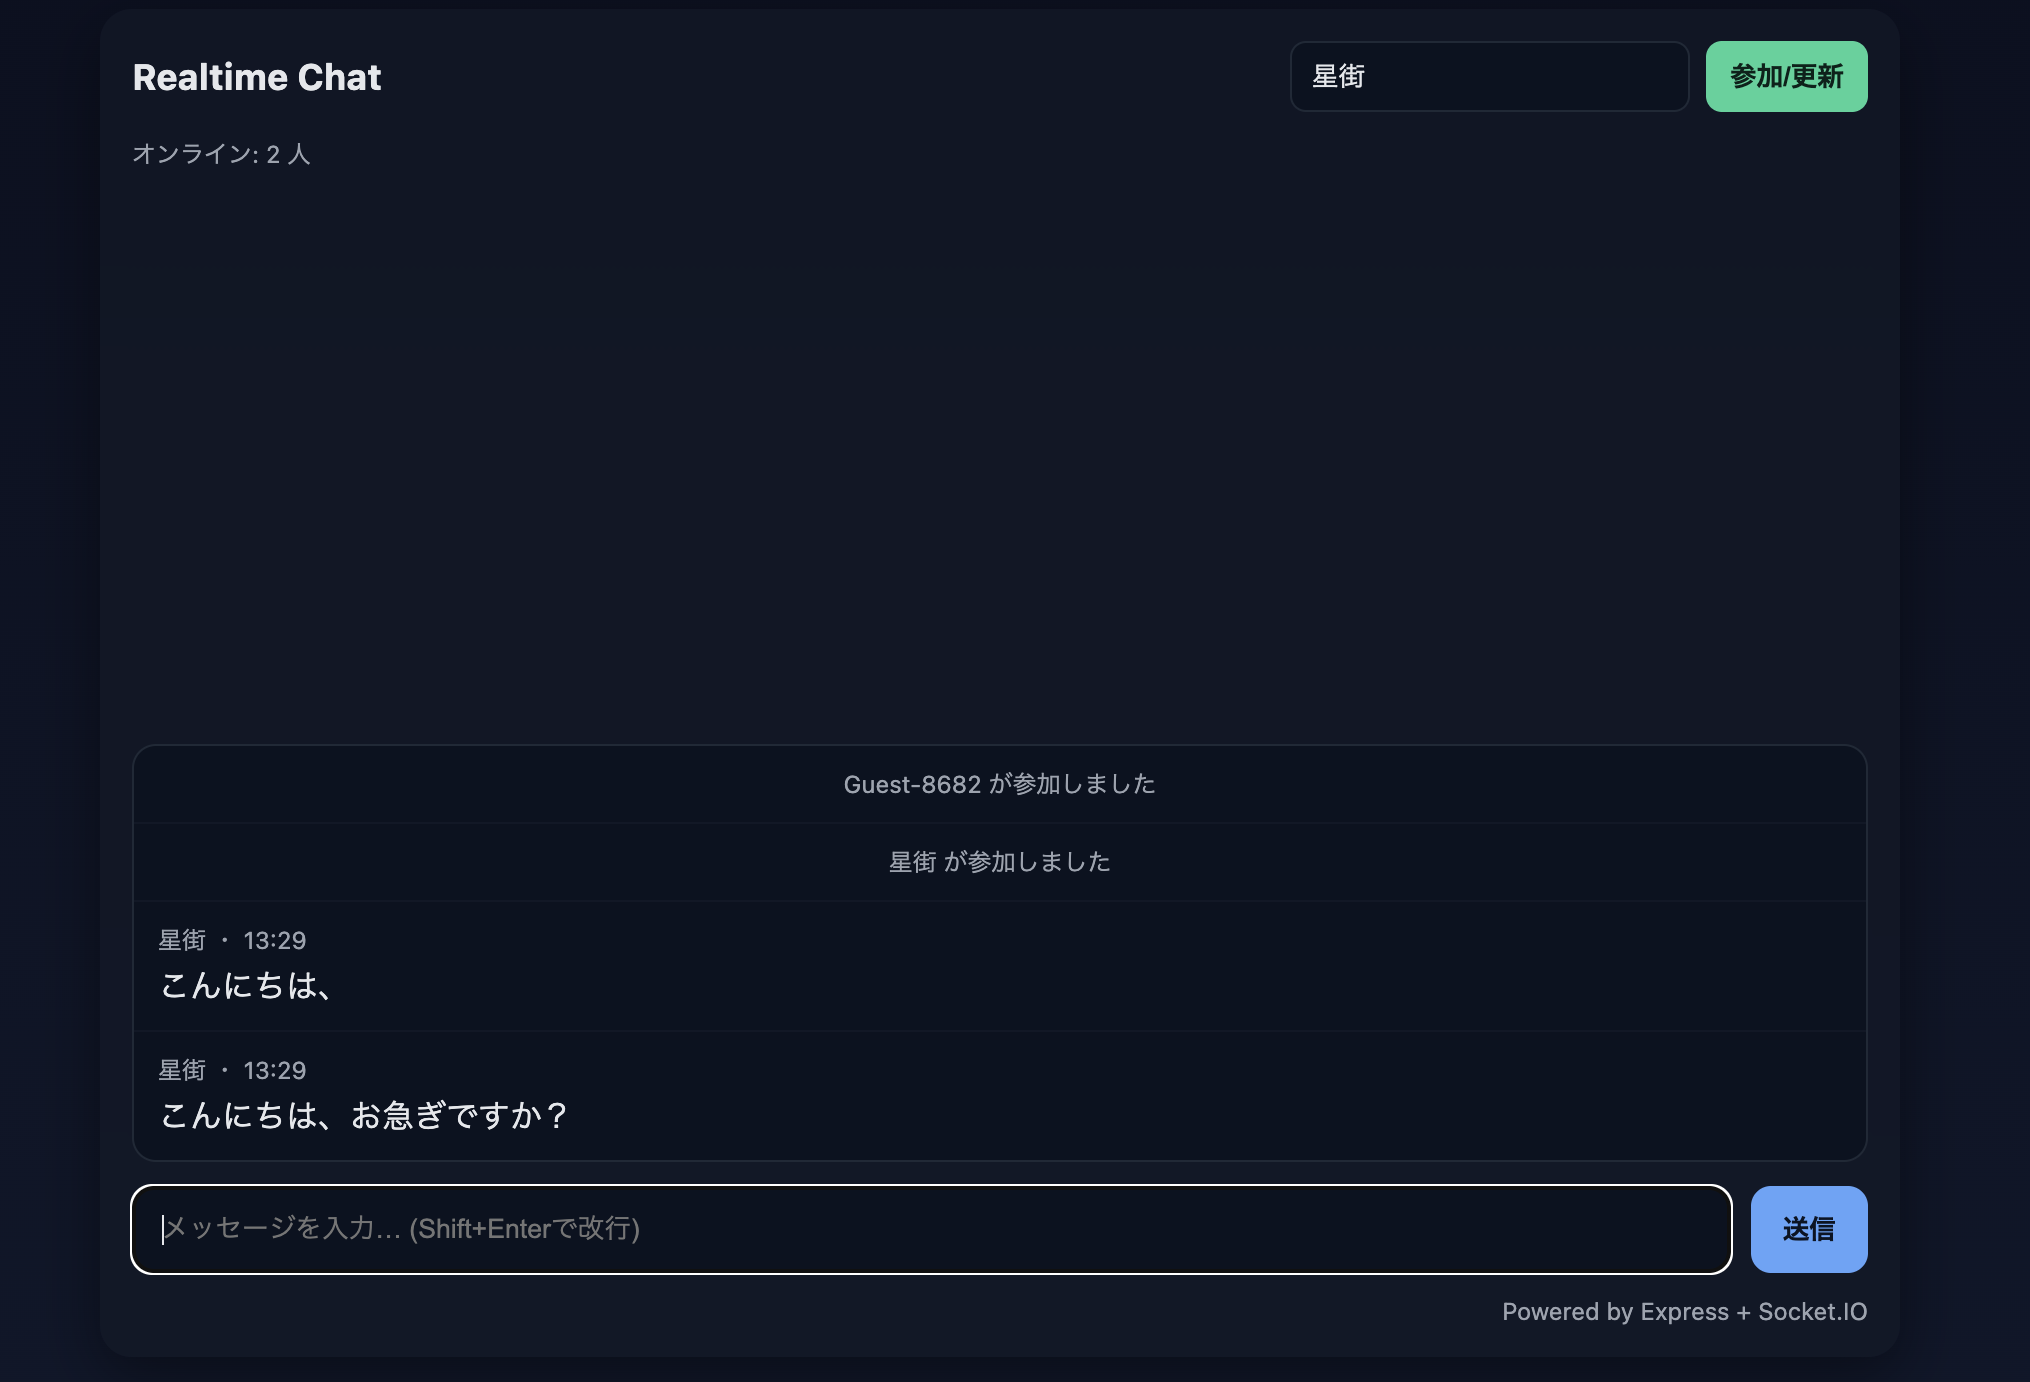 Realtime Chat
星街
参加/更新
オンライン: 2 人
Guest-8682 が参加しました
星街 が参加しました
星街 ・ 13:29
こんにちは、
星街 ・ 13:29
こんにちは、お急ぎですか？
メッセージを入力… (Shift+Enterで改行)
送信
Powered by Express + Socket.IO